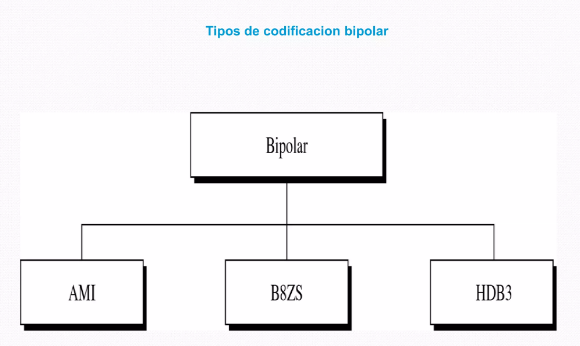 Tipos de codificacion bipolar
Bipolar
AMI
B8ZS
HDB3